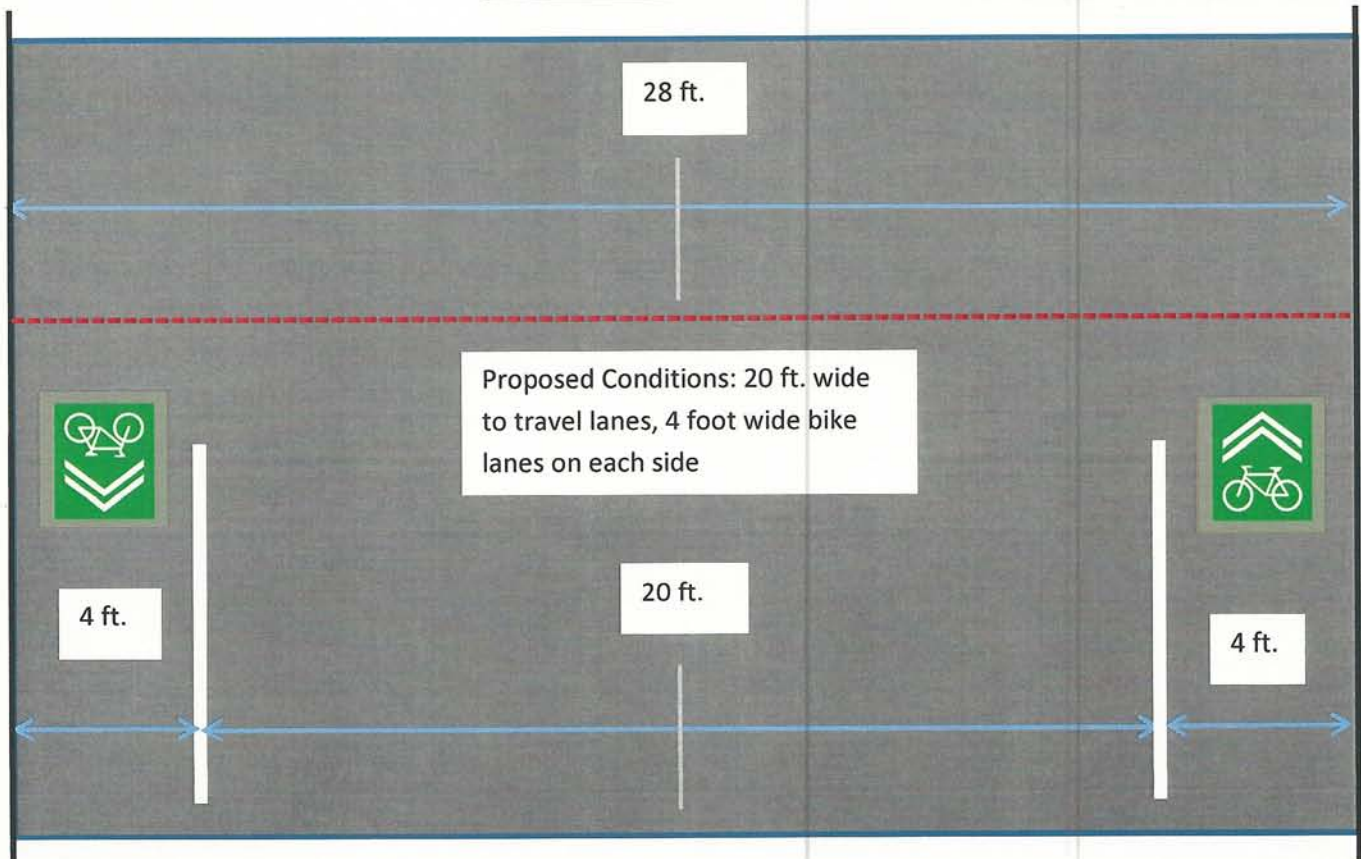 28 ft.
Proposed Conditions: 20 ft. wide
to travel lanes, 4 foot wide bike
lanes on each side
4 ft.
20 ft.
4 ft.